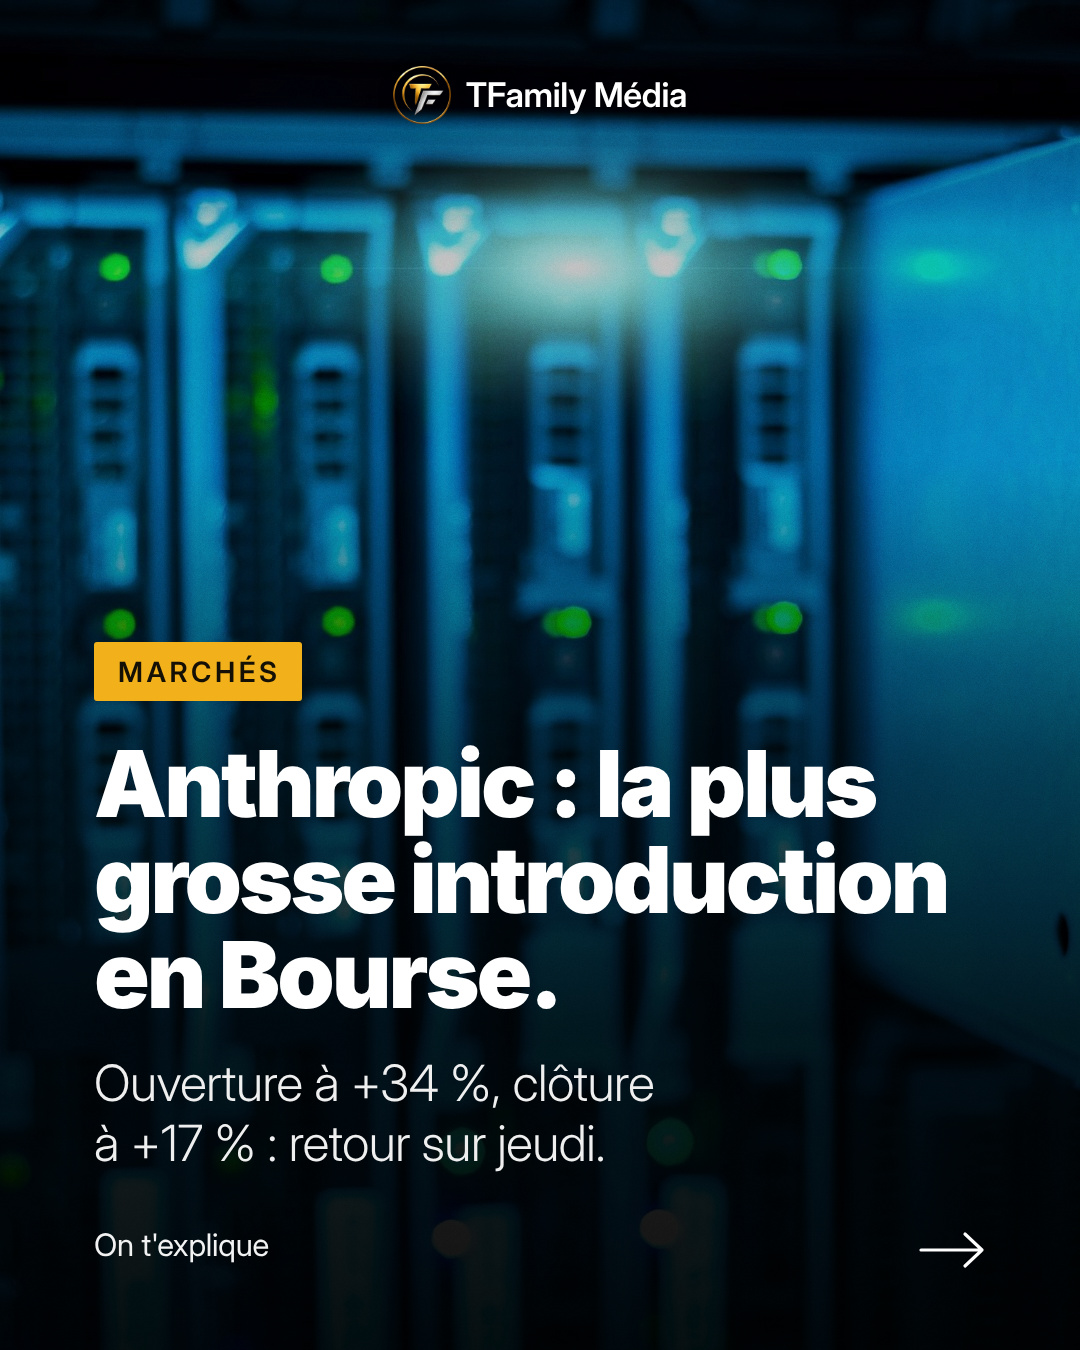 TFamily Média
MARCHÉS
Anthropic : la plus
grosse introduction
en Bourse.
Ouverture à +34 %, clôture
à +17 % : retour sur jeudi.
On t'explique